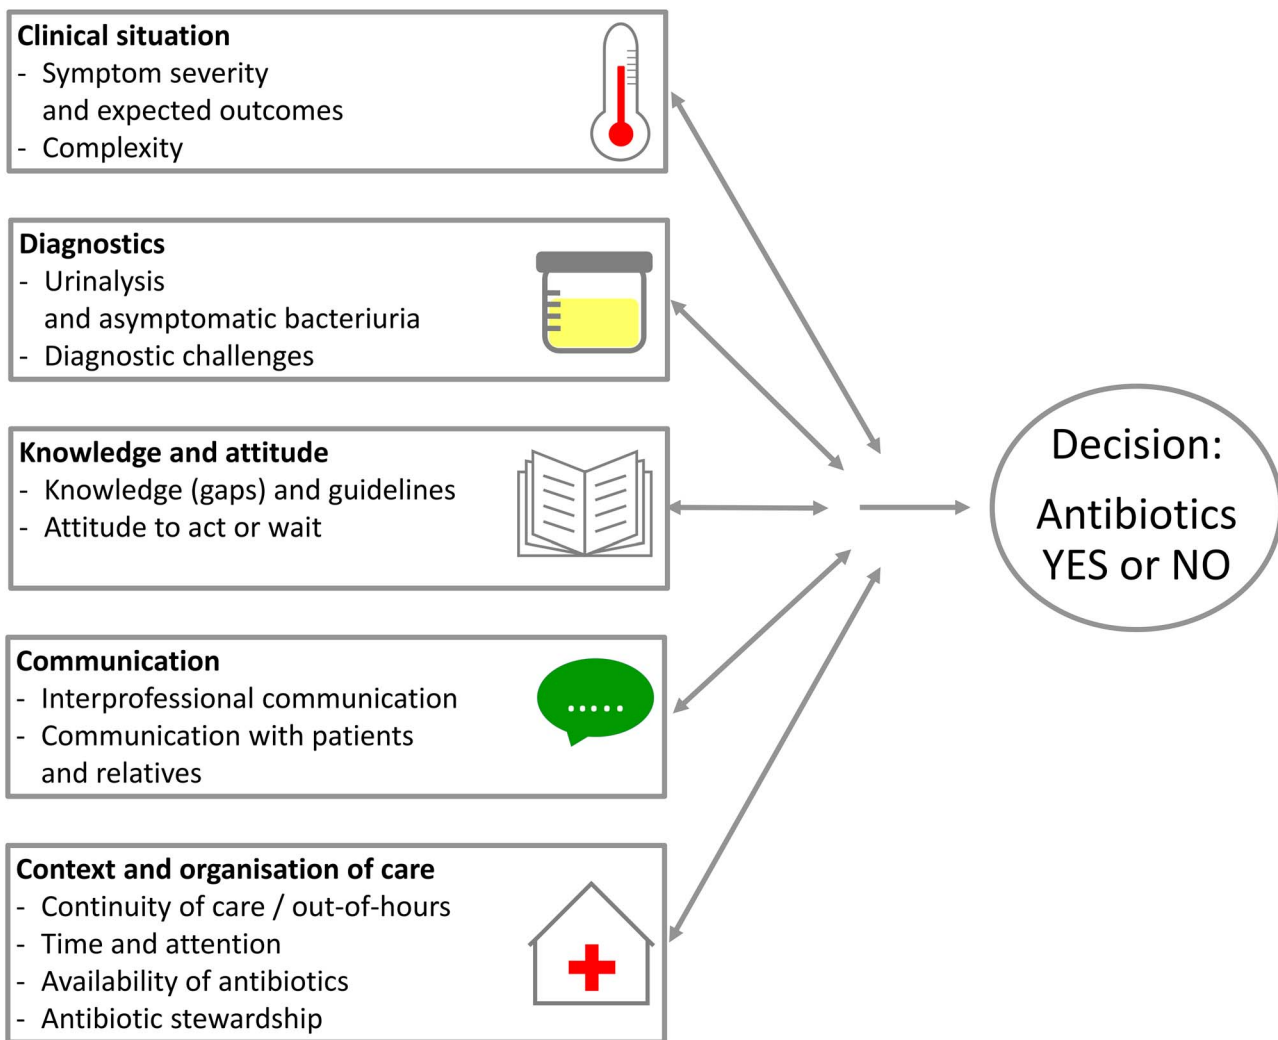 Clinical situation
- Symptom severity
and expected outcomes
- Complexity
Diagnostics
- Urinalysis
and asymptomatic bacteriuria
- Diagnostic challenges
Knowledge and attitude
- Knowledge (gaps) and guidelines
- Attitude to act or wait
Communication
- Interprofessional communication
- Communication with patients
and relatives
Context and organisation of care
- Continuity of care / out-of-hours
- Time and attention
- Availability of antibiotics
- Antibiotic stewardship
Decision:
Antibiotics
YES or NO